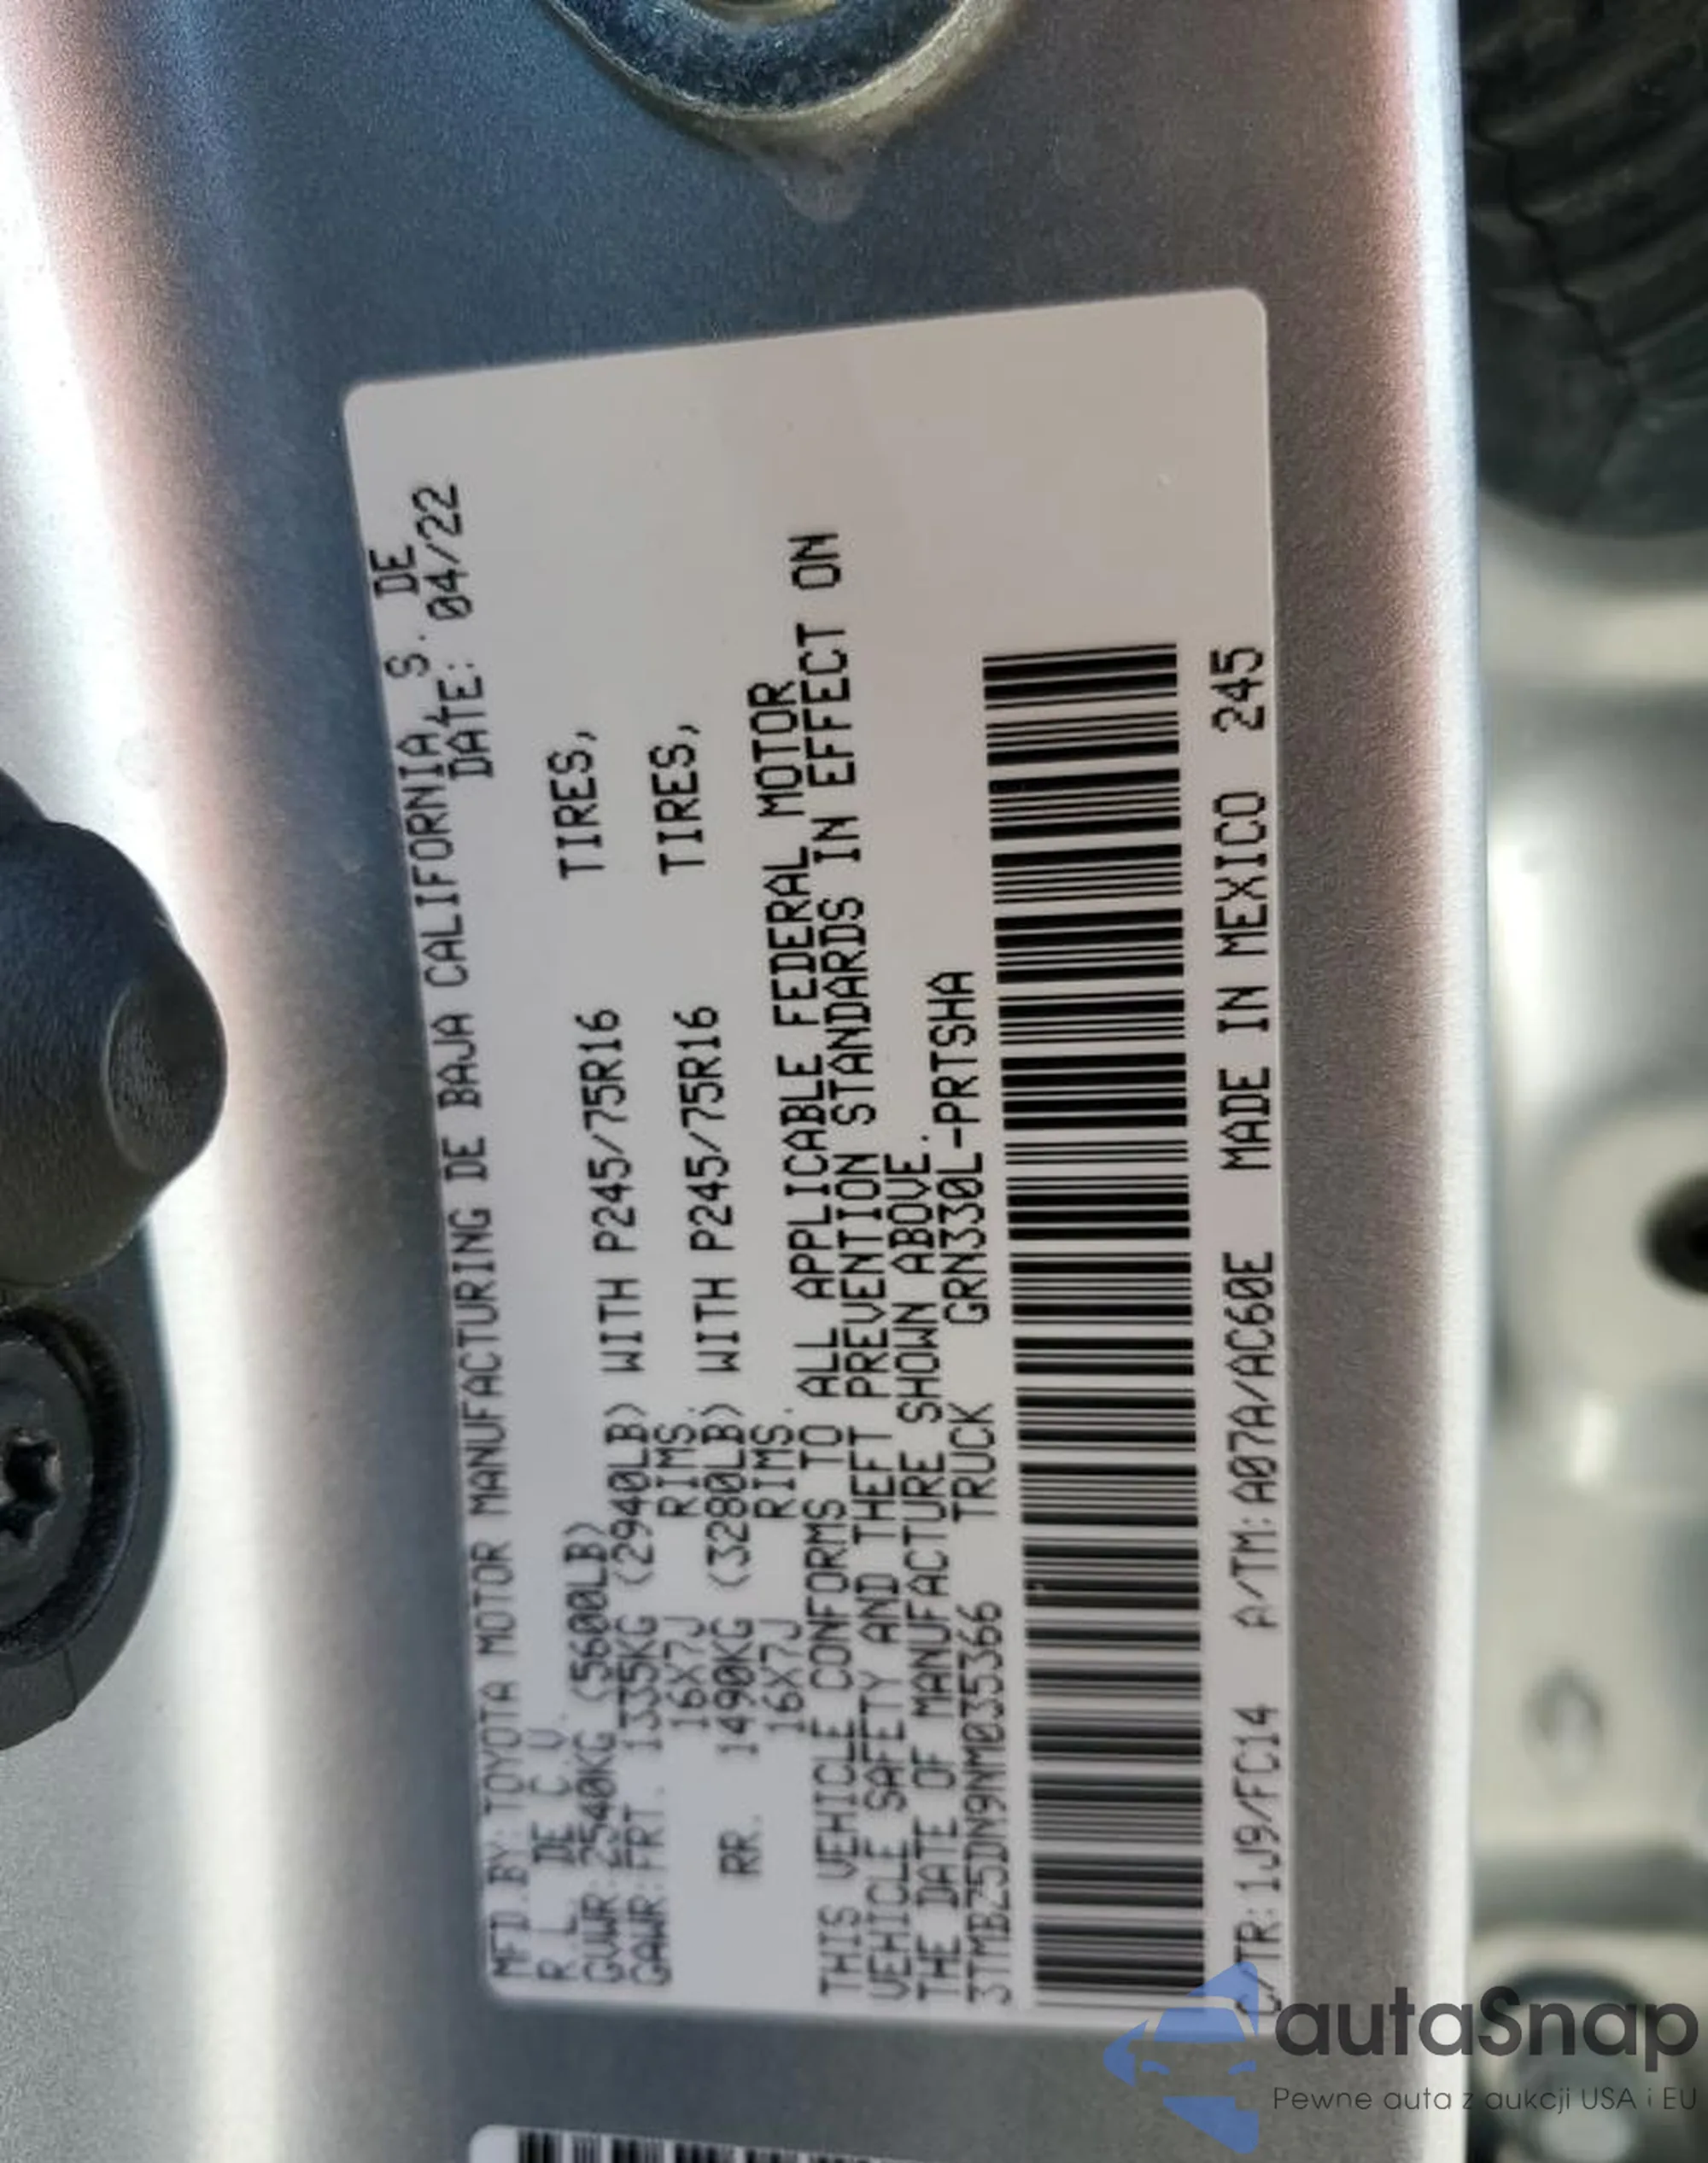 MFD.BY:TOYOTA MOTOR MANUFACTURING DE BAJA CALIFORNIA, S. DE
R L. DE C V. DATE: 04/22
GVWR:2540KG (5600LB)
GAWR:FRT. 1335KG (2940LB) WITH P245/75R16 TIRES,
16X7J RIMS.
RR. 1490KG (3280LB) WITH P245/75R16 TIRES,
16X7J RIMS.
THIS VEHICLE CONFORMS TO ALL APPLICABLE FEDERAL MOTOR
VEHICLE SAFETY AND THEFT PREVENTION STANDARDS IN EFFECT ON
THE DATE OF MANUFACTURE SHOWN ABOVE.
3TMBZ5DN9NM035366 TRUCK GRN330L-PRTSHA
C/TR:1J9/FC14 A/TM:A07A/AC60E MADE IN MEXICO 245
autaSnap
Pewne auta z aukcji USA i EU